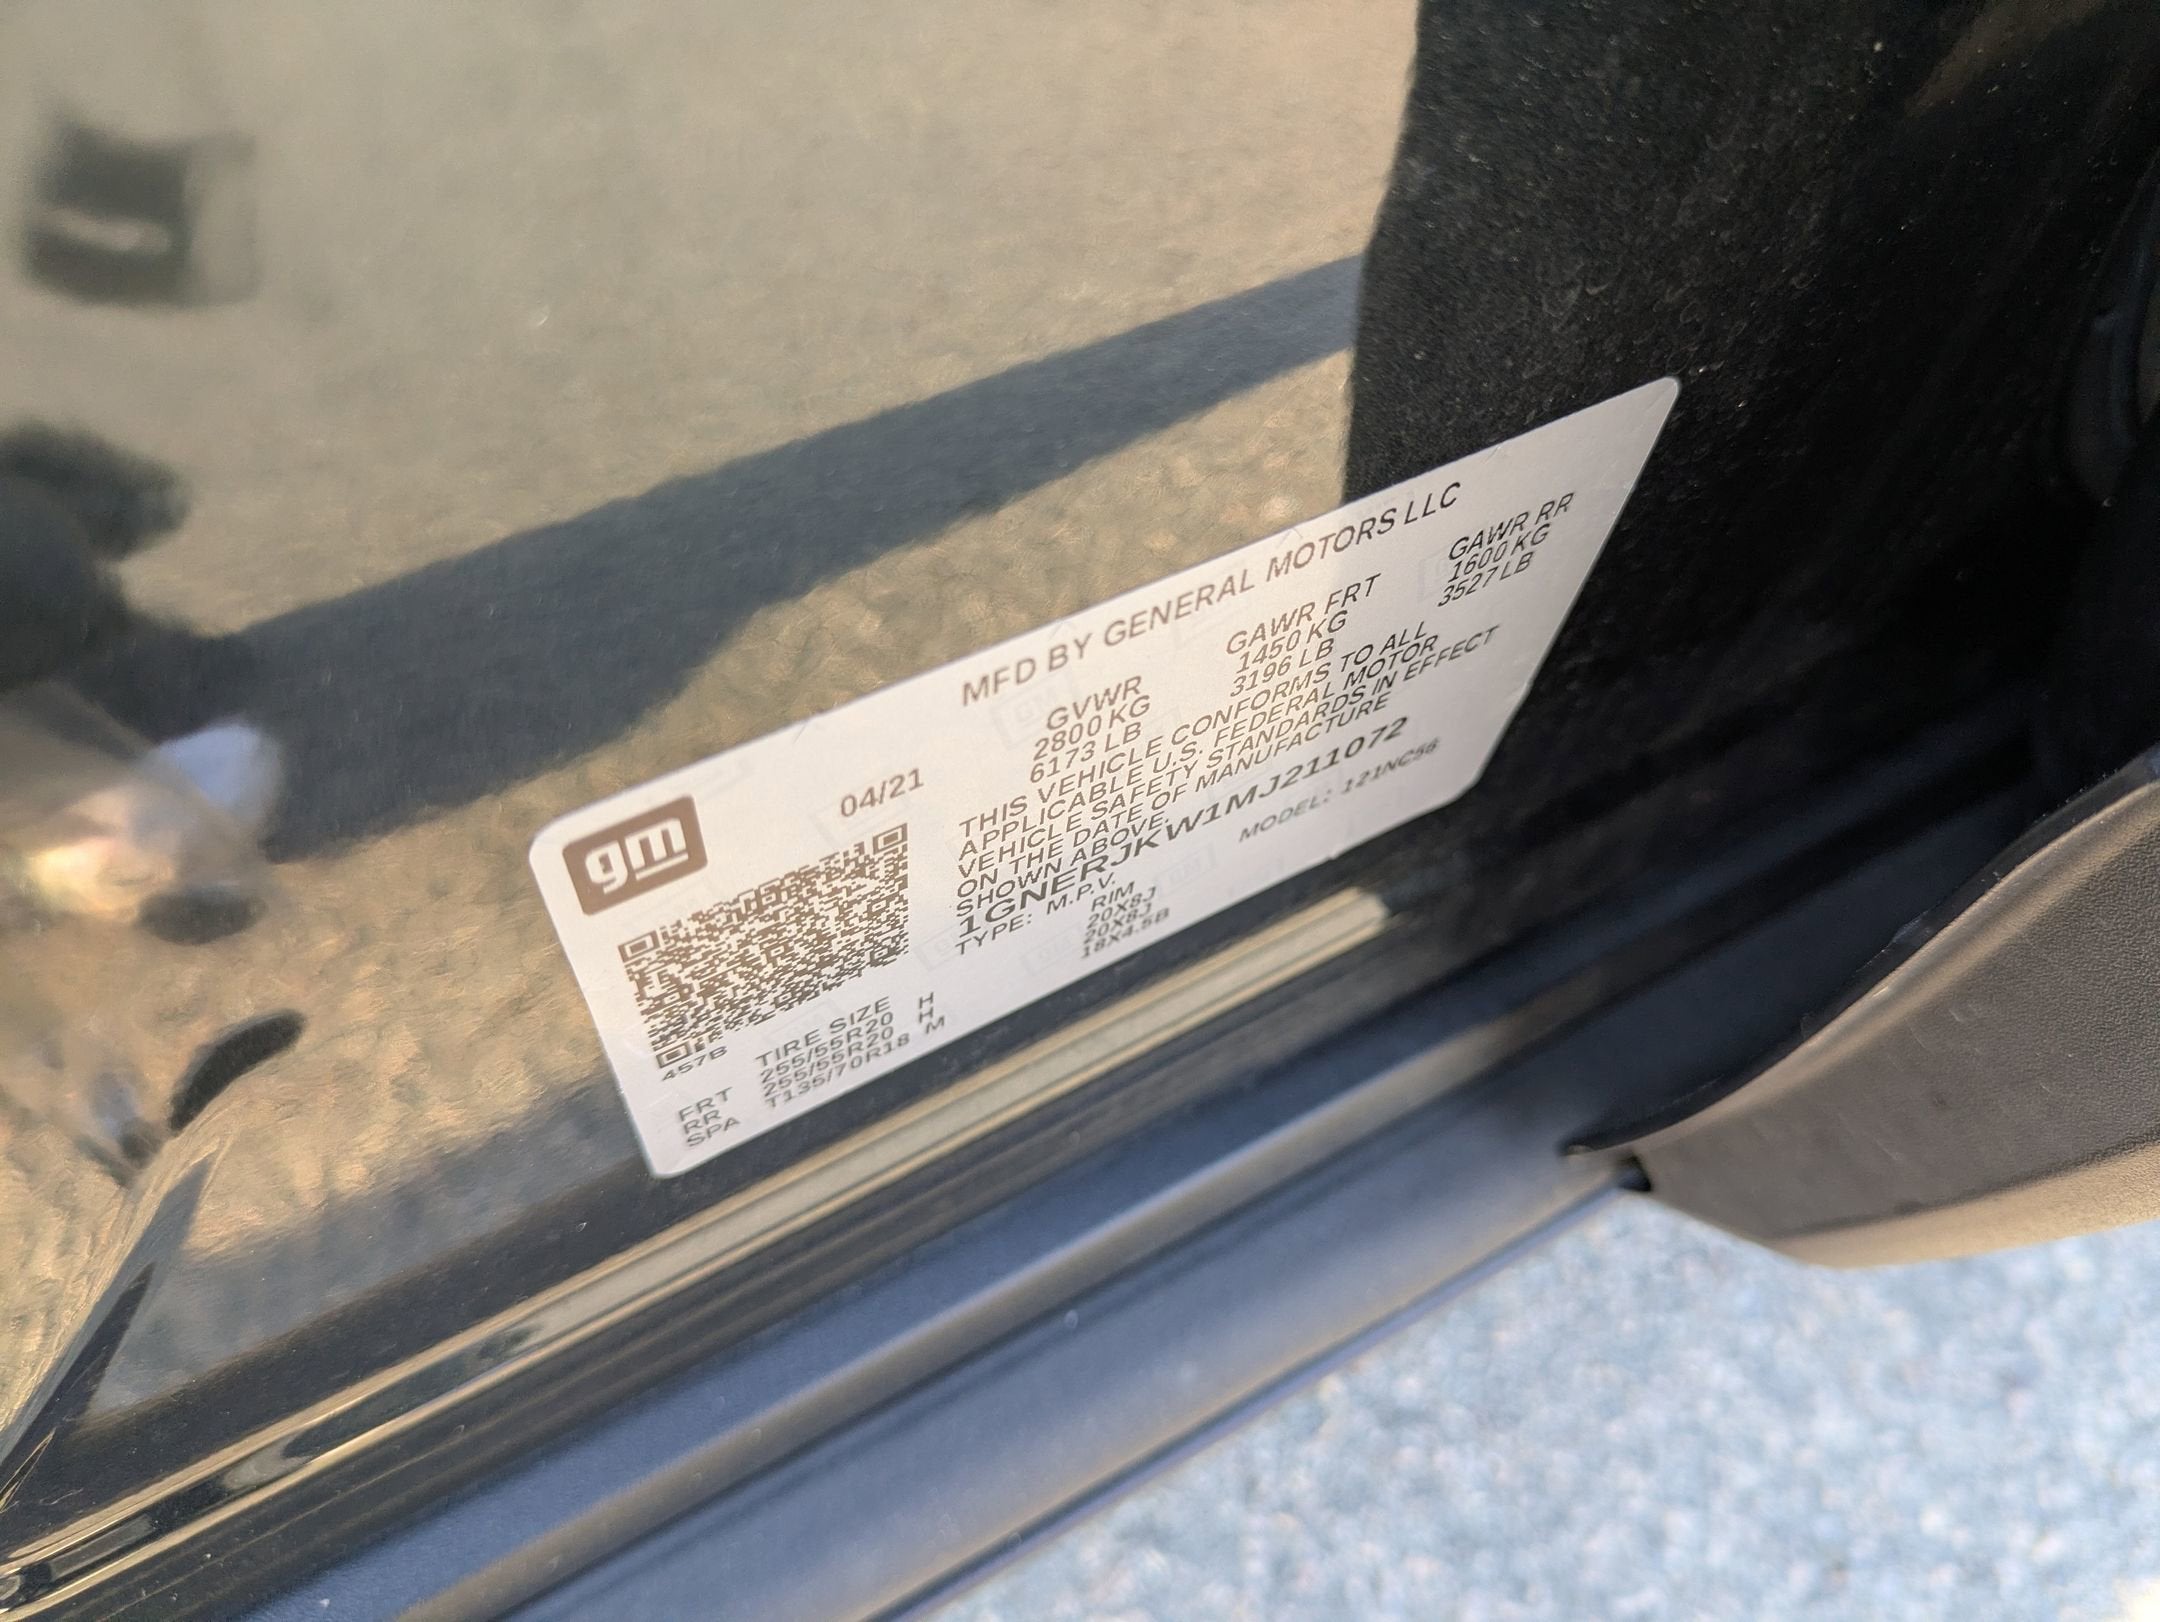 gm
MFD BY GENERAL MOTORS LLC
04/21
GVWR GAWR FRT GAWR RR
2800 KG 1450 KG 1600 KG
6173 LB 3196 LB 3527 LB
THIS VEHICLE CONFORMS TO ALL
APPLICABLE U.S. FEDERAL MOTOR
VEHICLE SAFETY STANDARDS IN EFFECT
ON THE DATE OF MANUFACTURE
SHOWN ABOVE.
1GNERJKW1MJ211072
TYPE: M.P.V. MODEL: 121NC56
457B
TIRE SIZE RIM
FRT 255/55R20 H 20X8J
RR 255/55R20 H 20X8J
SPA T135/70R18 M 18X4.5B